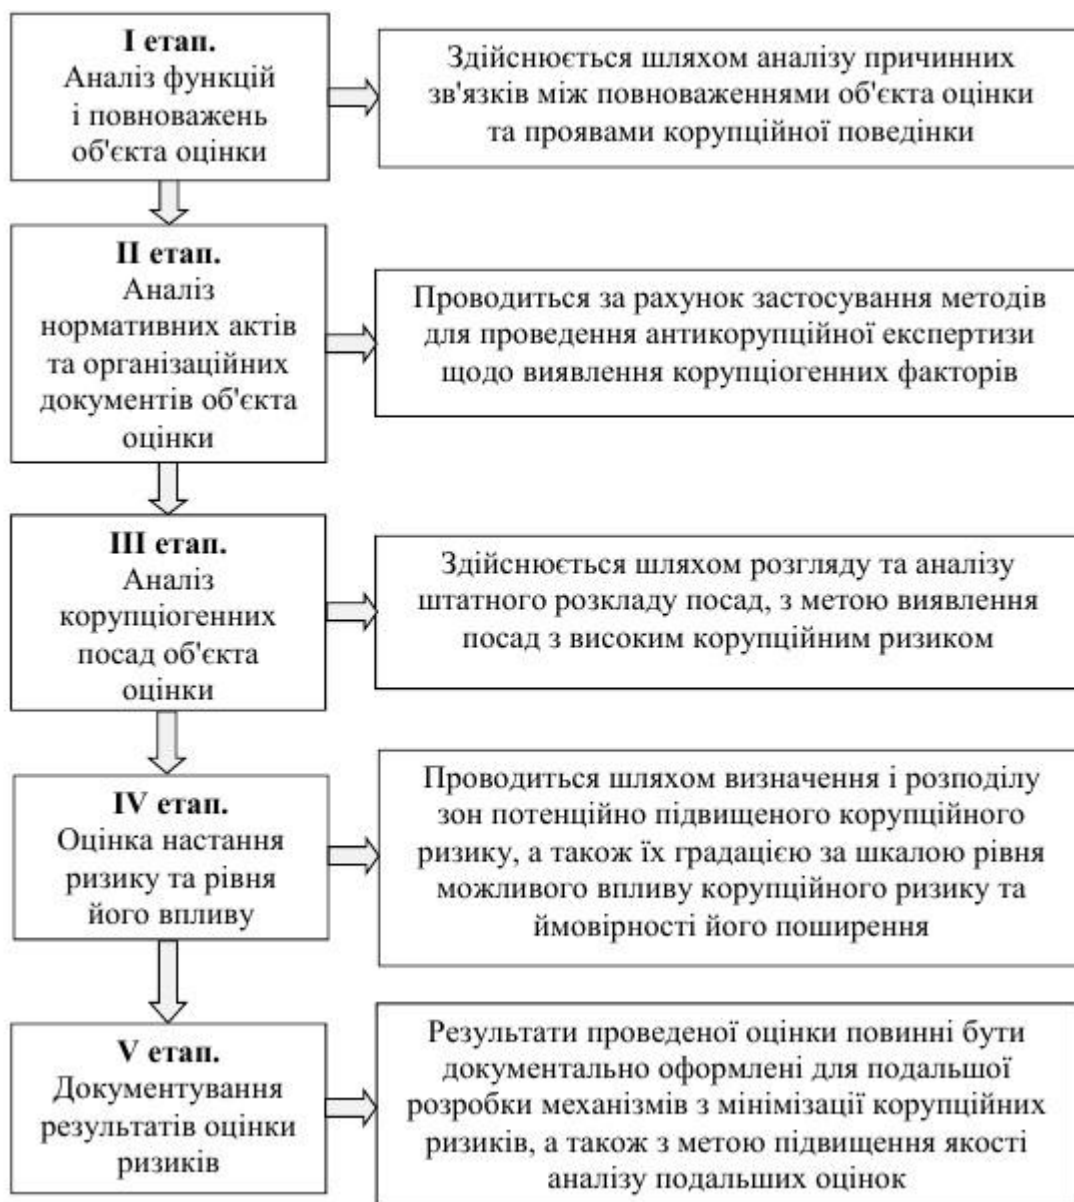 I етап.
Аналіз функцій
і повноважень
об'єкта оцінки
Здійснюється шляхом аналізу причинних
зв'язків між повноваженнями об'єкта оцінки
та проявами корупційної поведінки
II етап.
Аналіз
нормативних актів
та організаційних
документів об'єкта
оцінки
Проводиться за рахунок застосування методів
для проведення антикорупційної експертизи
щодо виявлення корупціогенних факторів
III етап.
Аналіз
корупціогенних
посад об'єкта
оцінки
Здійснюється шляхом розгляду та аналізу
штатного розкладу посад, з метою виявлення
посад з високим корупційним ризиком
IV етап.
Оцінка настання
ризику та рівня
його впливу
Проводиться шляхом визначення і розподілу
зон потенційно підвищеного корупційного
ризику, а також їх градацією за шкалою рівня
можливого впливу корупційного ризику та
ймовірності його поширення
V етап.
Документування
результатів оцінки
ризиків
Результати проведеної оцінки повинні бути
документально оформлені для подальшої
розробки механізмів з мінімізації корупційних
ризиків, а також з метою підвищення якості
аналізу подальших оцінок